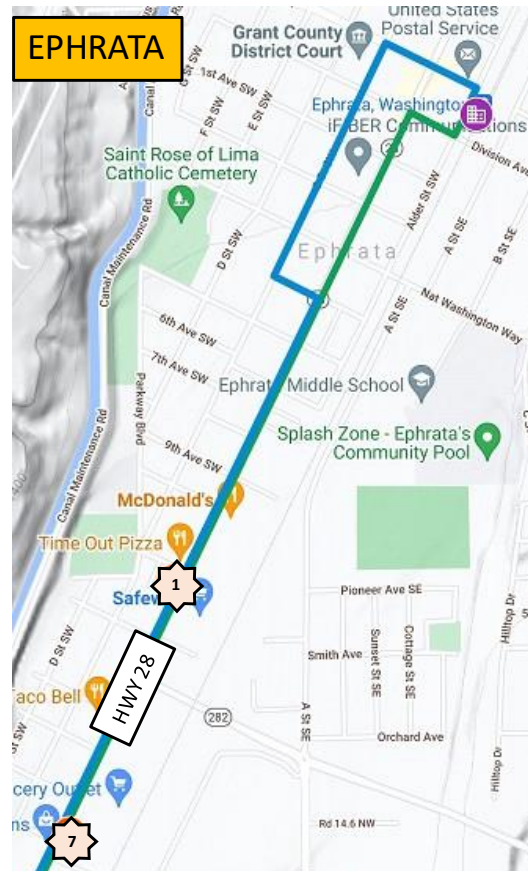 EPHRATA
United States
Postal Service
Grant County
District Court
1st Ave SW
G St SW
F St SW
E St SW
Ephrata, Washington
iFIBER Communications
Division Ave
Saint Rose of Lima
Catholic Cemetery
Canal Maintenance Rd
Alder St SW
A St SE
B St SE
D St SW
Ephrata
Nat Washington Way
A St SE
6th Ave SW
7th Ave SW
Parkway Blvd
Ephrata Middle School
Splash Zone - Ephrata's
Community Pool
9th Ave SW
Canal Maintenance Rd
400
McDonald's
Time Out Pizza
1
Pioneer Ave SE
Hilltop Dr
Smith Ave
Sunset St SE
Cottage St SE
D St SW
HWY 28
Taco Bell
282
A St SE
Orchard Ave
Hilltop Dr
Rd 14.6 NW
7